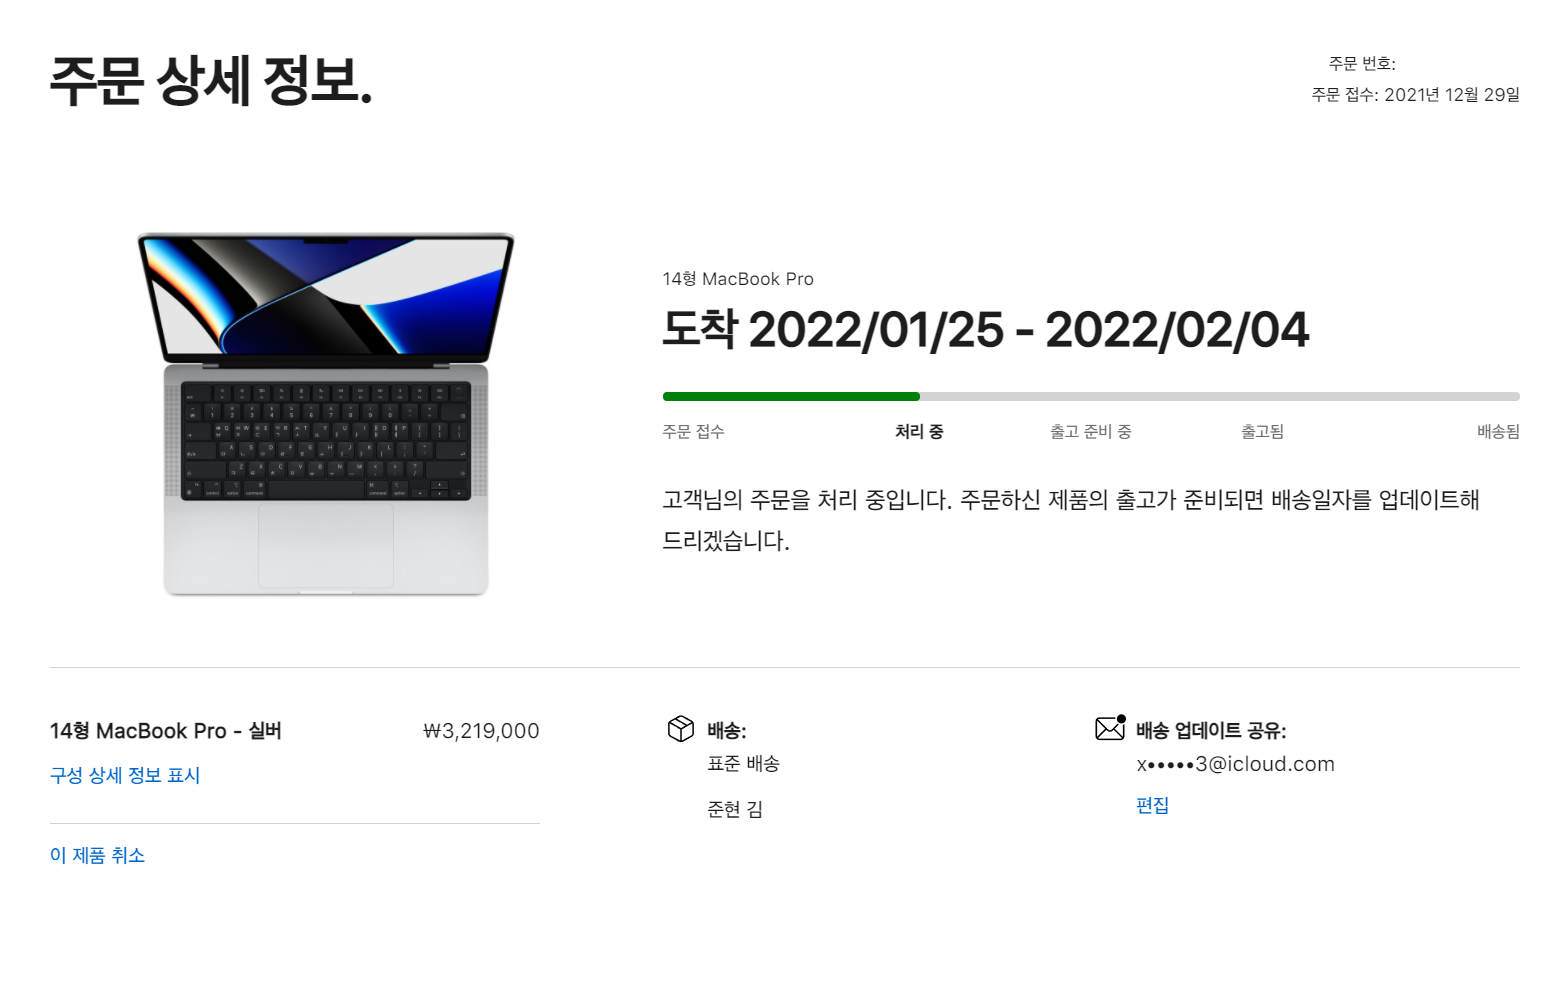 주문 상세 정보.
주문 번호:
주문 접수: 2021년 12월 29일
14형 MacBook Pro
도착 2022/01/25 - 2022/02/04
주문 접수 처리 중 출고 준비 중 출고됨 배송됨
고객님의 주문을 처리 중입니다. 주문하신 제품의 출고가 준비되면 배송일자를 업데이트해
드리겠습니다.
14형 MacBook Pro - 실버 ₩3,219,000
구성 상세 정보 표시
이 제품 취소
배송:
표준 배송
준현 김
배송 업데이트 공유:
x•••••3@icloud.com
편집